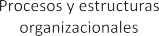 Procesos y estructuras
organizacionales